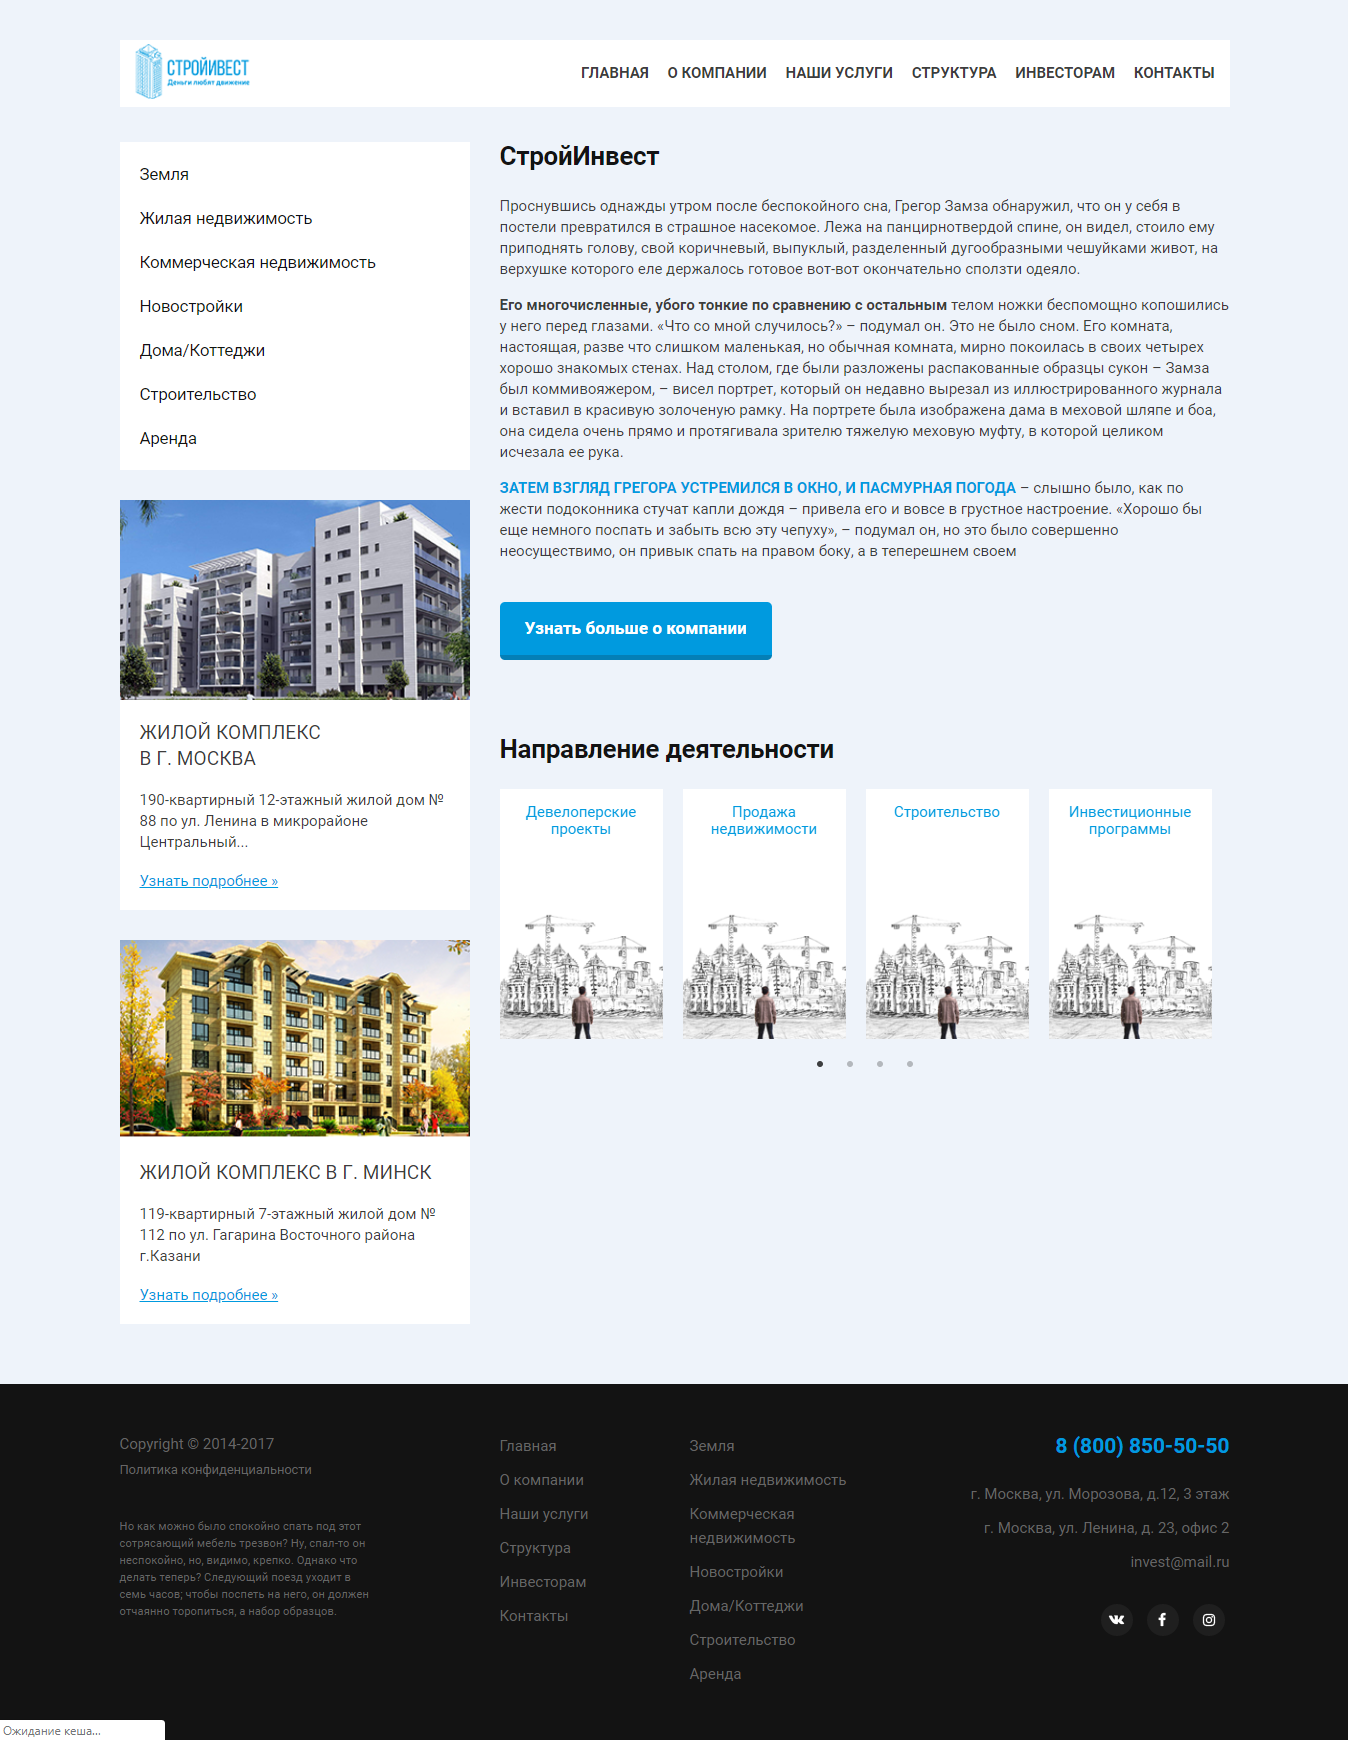 СТРОЙИВЕСТ
Деньги любят движение
ГЛАВНАЯ О КОМПАНИИ НАШИ УСЛУГИ СТРУКТУРА ИНВЕСТОРАМ КОНТАКТЫ
Земля
Жилая недвижимость
Коммерческая недвижимость
Новостройки
Дома/Коттеджи
Строительство
Аренда
ЖИЛОЙ КОМПЛЕКС
В Г. МОСКВА
190-квартирный 12-этажный жилой дом №
88 по ул. Ленина в микрорайоне
Центральный...
Узнать подробнее »
ЖИЛОЙ КОМПЛЕКС В Г. МИНСК
119-квартирный 7-этажный жилой дом №
112 по ул. Гагарина Восточного района
г.Казани
Узнать подробнее »
СтройИнвест
Проснувшись однажды утром после беспокойного сна, Грегор Замза обнаружил, что он у себя в
постели превратился в страшное насекомое. Лежа на панцирнотвердой спине, он видел, стоило ему
приподнять голову, свой коричневый, выпуклый, разделенный дугообразными чешуйками живот, на
верхушке которого еле держалось готовое вот-вот окончательно сползти одеяло.
Его многочисленные, убого тонкие по сравнению с остальным телом ножки беспомощно копошились
у него перед глазами. «Что со мной случилось?» – подумал он. Это не было сном. Его комната,
настоящая, разве что слишком маленькая, но обычная комната, мирно покоилась в своих четырех
хорошо знакомых стенах. Над столом, где были разложены распакованные образцы сукон – Замза
был коммивояжером, – висел портрет, который он недавно вырезал из иллюстрированного журнала
и вставил в красивую золоченую рамку. На портрете была изображена дама в меховой шляпе и боа,
она сидела очень прямо и протягивала зрителю тяжелую меховую муфту, в которой целиком
исчезала ее рука.
ЗАТЕМ ВЗГЛЯД ГРЕГОРА УСТРЕМИЛСЯ В ОКНО, И ПАСМУРНАЯ ПОГОДА – слышно было, как по
жести подоконника стучат капли дождя – привела его и вовсе в грустное настроение. «Хорошо бы
еще немного поспать и забыть всю эту чепуху», – подумал он, но это было совершенно
неосуществимо, он привык спать на правом боку, а в теперешнем своем
Узнать больше о компании
Направление деятельности
Девелоперские
проекты
Продажа
недвижимости
Строительство
Инвестиционные
программы
Copyright © 2014-2017
Политика конфиденциальности
Но как можно было спокойно спать под этот
сотрясающий мебель трезвон? Ну, спал-то он
неспокойно, но, видимо, крепко. Однако что
делать теперь? Следующий поезд уходит в
семь часов; чтобы поспеть на него, он должен
отчаянно торопиться, а набор образцов.
Главная
О компании
Наши услуги
Структура
Инвесторам
Контакты
Земля
Жилая недвижимость
Коммерческая
недвижимость
Новостройки
Дома/Коттеджи
Строительство
Аренда
8 (800) 850-50-50
г. Москва, ул. Морозова, д.12, 3 этаж
г. Москва, ул. Ленина, д. 23, офис 2
invest@mail.ru
Ожидание кеша...